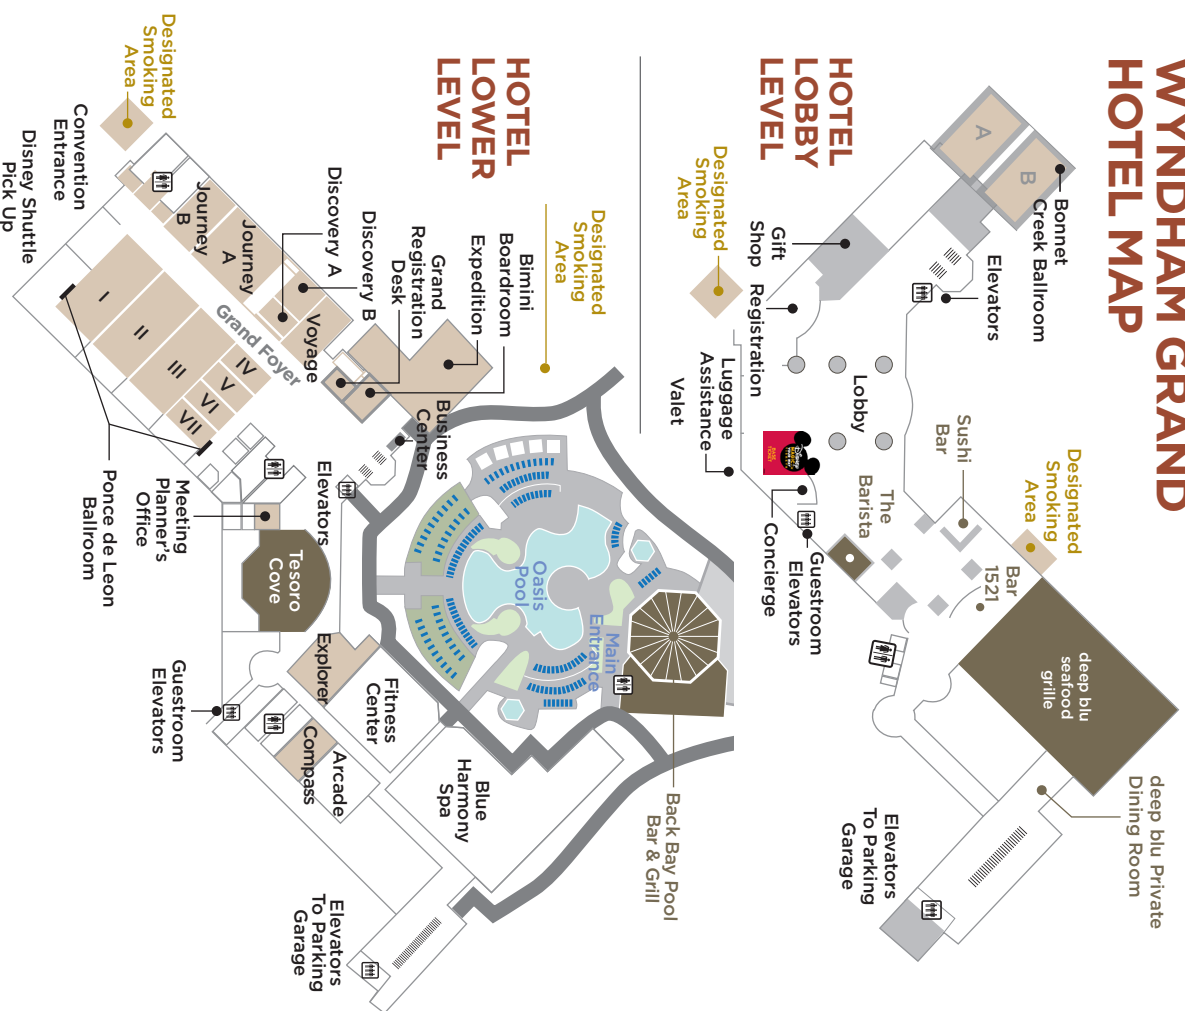 WYNDHAM GRAND
HOTEL MAP
HOTEL
LOBBY
LEVEL
A
B
Bonnet
Creek Ballroom
Elevators
Gift
Shop
Registration
Designated
Smoking
Area
Lobby
Luggage
Assistance
Valet
Sushi
Bar
The
Barista
Concierge
Guestroom
Elevators
Designated
Smoking
Area
Bar
1521
deep blu
seafood
grille
deep blu Private
Dining Room
Elevators
To Parking
Garage
HOTEL
LOWER
LEVEL
Designated
Smoking
Area
Designated
Smoking
Area
Convention
Entrance
Disney Shuttle
Pick Up
Journey
B
Journey
A
Discovery A
Discovery B
Grand
Registration
Desk
Expedition
Bimini
Boardroom
Voyage
Grand Foyer
I
II
III
IV
V
VI
VII
Business
Center
Elevators
Ponce de Leon
Ballroom
Meeting
Planner's
Office
Tesoro
Cove
Oasis
Pool
Main
Entrance
Back Bay Pool
Bar & Grill
Explorer
Fitness
Center
Guestroom
Elevators
Compass
Arcade
Blue
Harmony
Spa
Elevators
To Parking
Garage